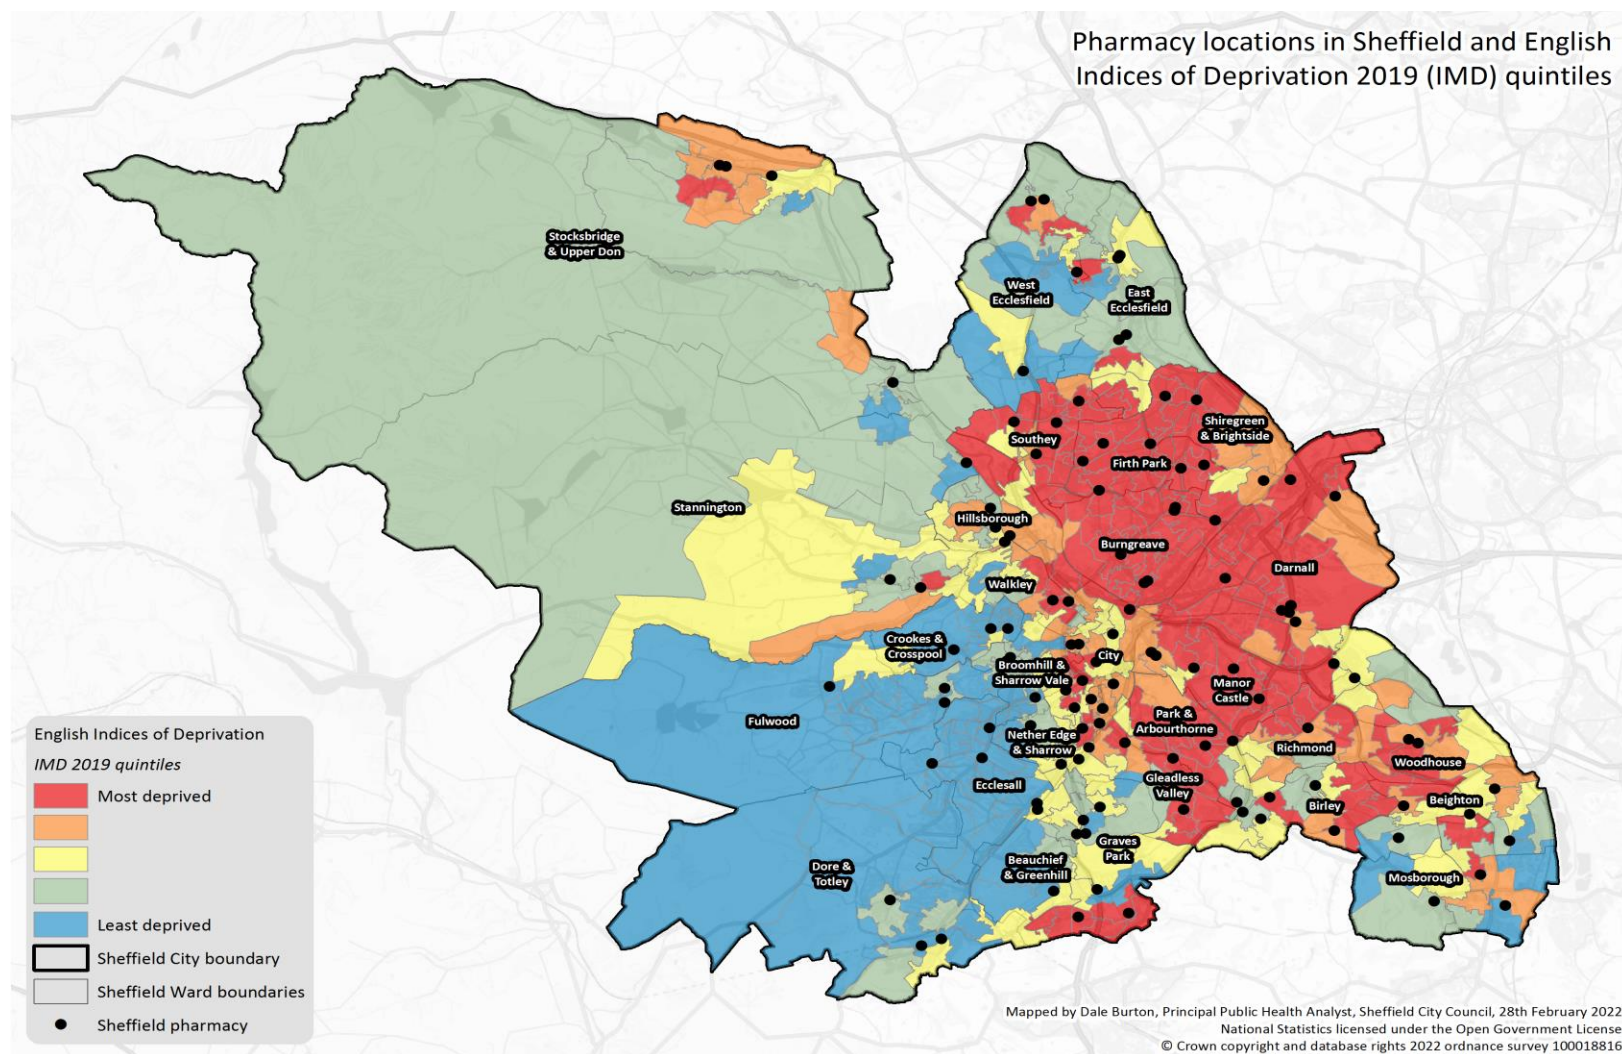 Pharmacy locations in Sheffield and English
Indices of Deprivation 2019 (IMD) quintiles
Stocksbridge
& Upper Don
West
Ecclesfield
East
Ecclesfield
Shiregreen
& Brightside
Southey
Firth Park
Stannington
Hillsborough
Burngreave
Darnall
Walkley
Crookes &
Crosspool
Broomhill &
Sharrow Vale
City
Manor
Castle
Fulwood
Park &
Arbourthorne
Nether Edge
& Sharrow
Richmond
Woodhouse
Ecclesall
Gleadless
Valley
Birley
Beighton
Graves
Park
Dore &
Totley
Beauchief
& Greenhill
Mosborough
English Indices of Deprivation
IMD 2019 quintiles
Most deprived
Least deprived
Sheffield City boundary
Sheffield Ward boundaries
Sheffield pharmacy
Mapped by Dale Burton, Principal Public Health Analyst, Sheffield City Council, 28th February 2022
National Statistics licensed under the Open Government License
© Crown copyright and database rights 2022 ordnance survey 100018816